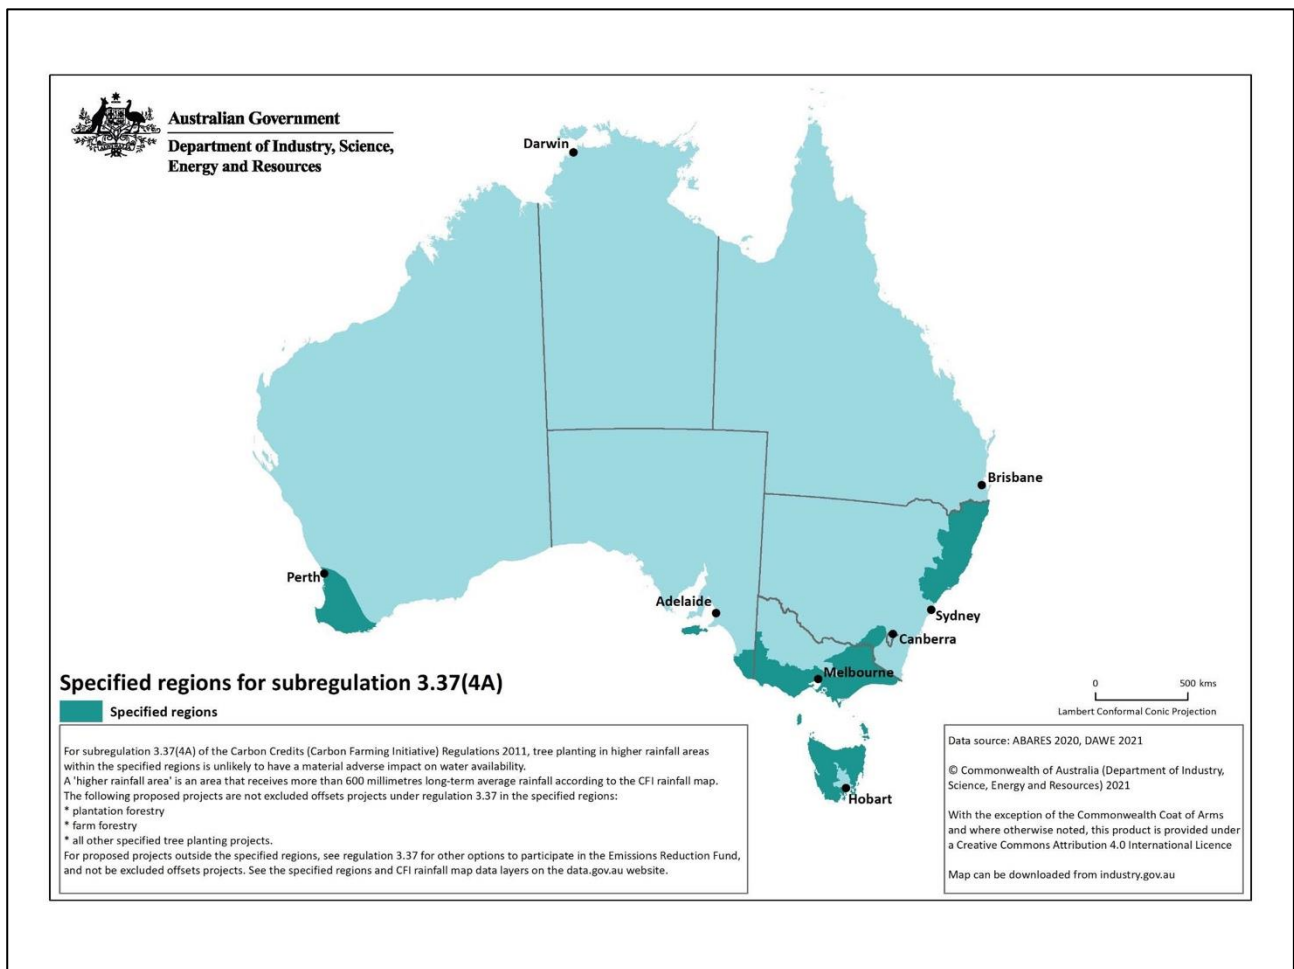 Australian Government
Department of Industry, Science,
Energy and Resources
Darwin
Brisbane
Perth
Adelaide
Sydney
Canberra
Melbourne
Hobart
Specified regions for subregulation 3.37(4A)
Specified regions
For subregulation 3.37(4A) of the Carbon Credits (Carbon Farming Initiative) Regulations 2011, tree planting in higher rainfall areas
within the specified regions is unlikely to have a material adverse impact on water availability.
A 'higher rainfall area' is an area that receives more than 600 millimetres long-term average rainfall according to the CFI rainfall map.
The following proposed projects are not excluded offsets projects under regulation 3.37 in the specified regions:
* plantation forestry
* farm forestry
* all other specified tree planting projects.
For proposed projects outside the specified regions, see regulation 3.37 for other options to participate in the Emissions Reduction Fund,
and not be excluded offsets projects. See the specified regions and CFI rainfall map data layers on the data.gov.au website.
0 500 kms
Lambert Conformal Conic Projection
Data source: ABARES 2020, DAWE 2021
© Commonwealth of Australia (Department of Industry,
Science, Energy and Resources) 2021
With the exception of the Commonwealth Coat of Arms
and where otherwise noted, this product is provided under
a Creative Commons Attribution 4.0 International Licence
Map can be downloaded from industry.gov.au